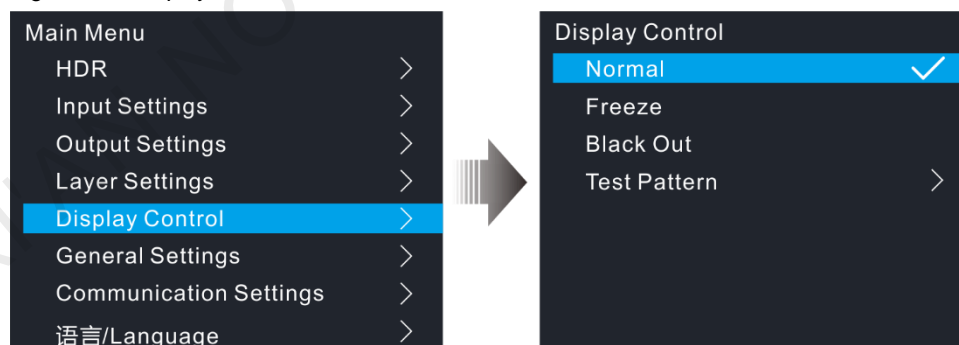 Main Menu
HDR
Input Settings
Output Settings
Layer Settings
Display Control
General Settings
Communication Settings
语言/Language
Display Control
Normal
Freeze
Black Out
Test Pattern